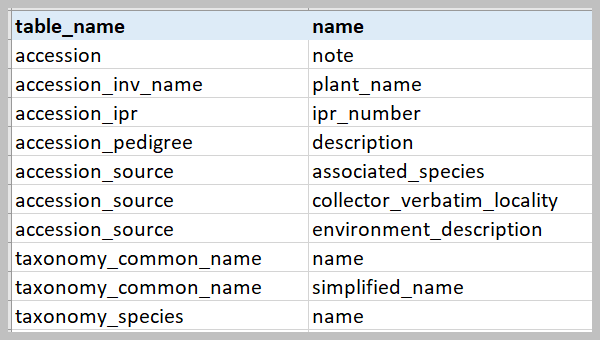 table_name name
accession note
accession_inv_name plant_name
accession_ipr ipr_number
accession_pedigree description
accession_source associated_species
accession_source collector_verbatim_locality
accession_source environment_description
taxonomy_common_name name
taxonomy_common_name simplified_name
taxonomy_species name